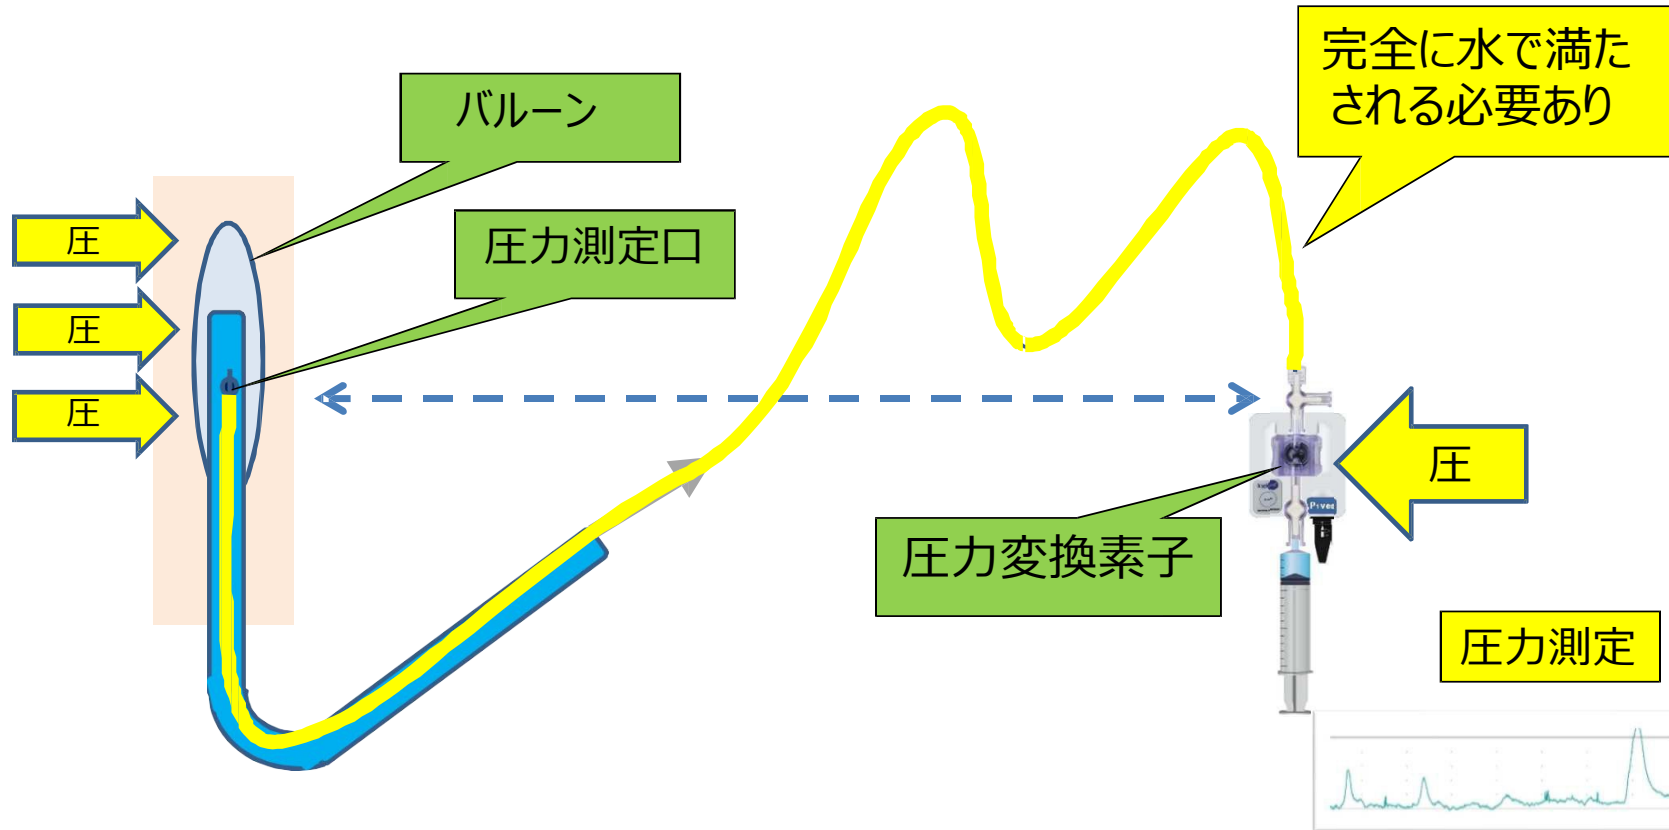 完全に水で満た
される必要あり
バルーン
圧力測定口
圧
圧
圧
圧
圧力変換素子
Pves
圧力測定